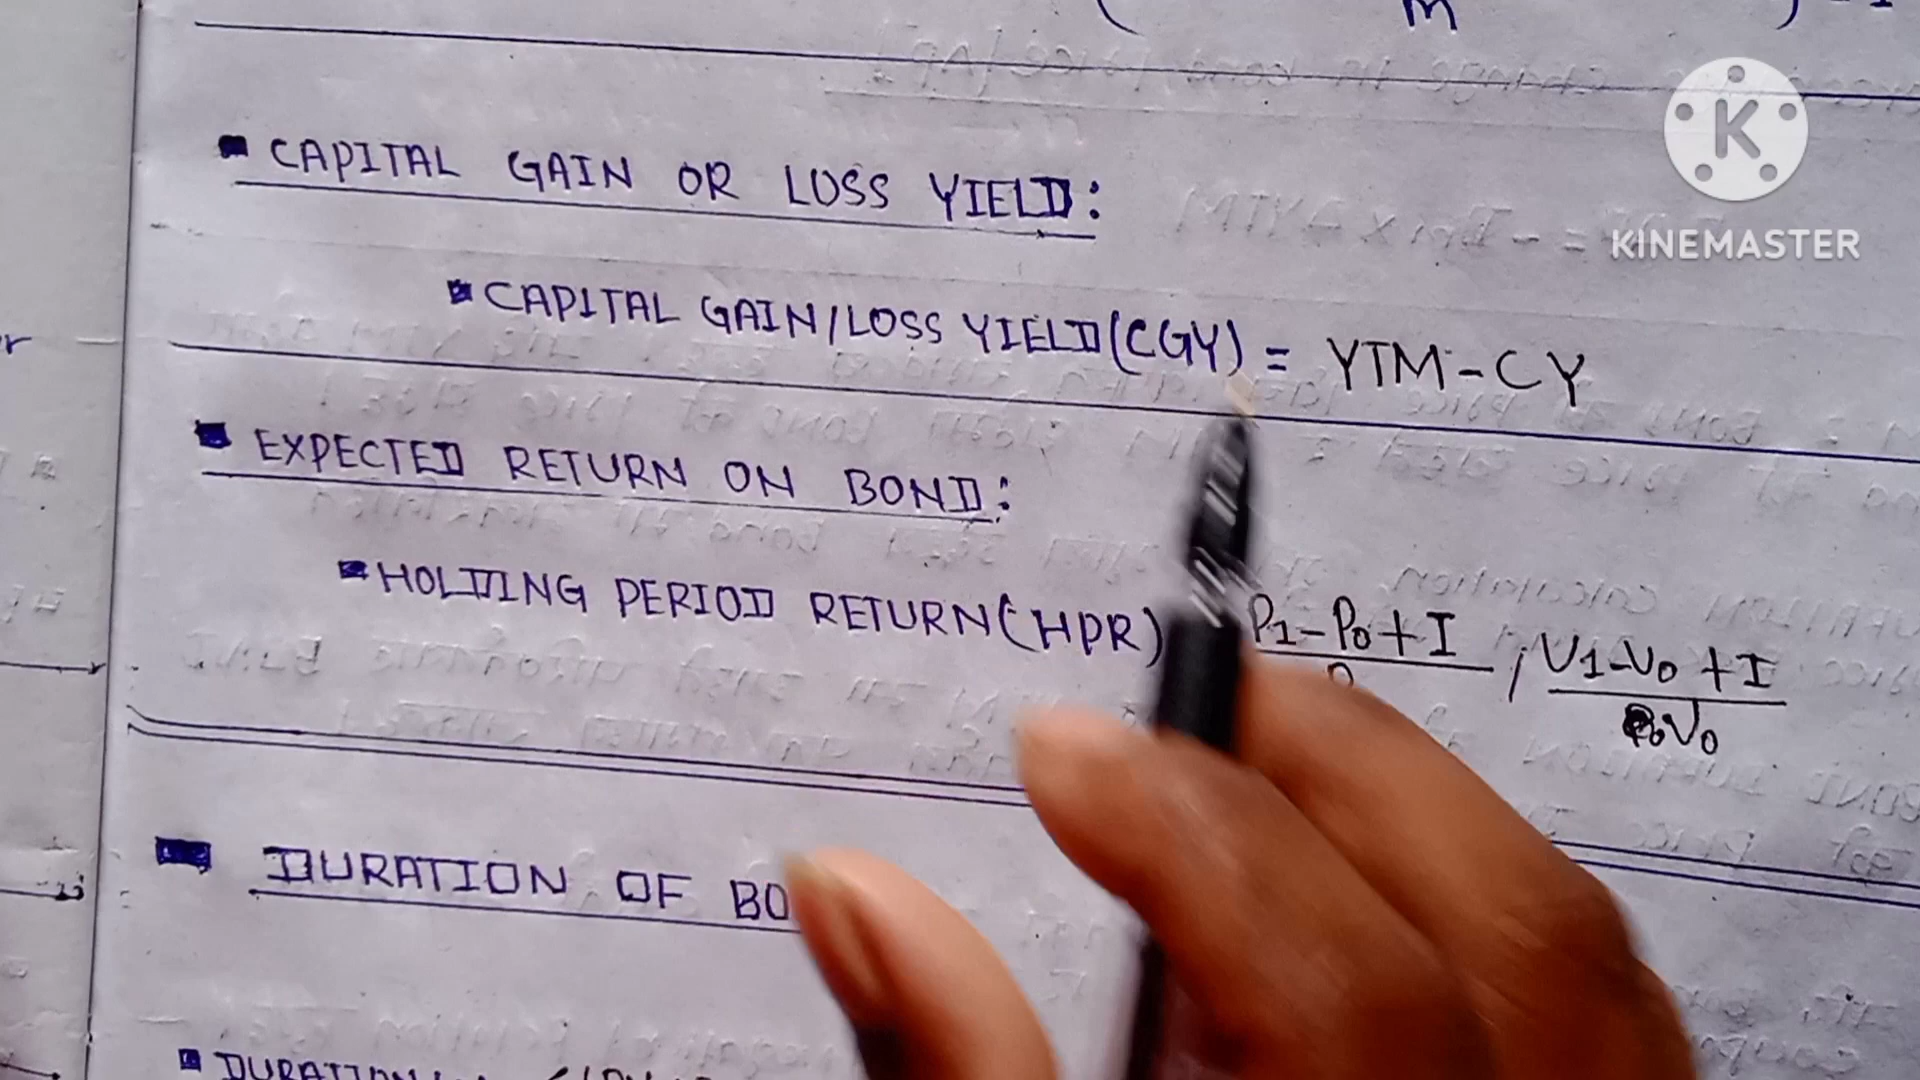 m
K
KINEMASTER
CAPITAL GAIN OR LOSS YIELD:
CAPITAL GAIN/LOSS YIELD(CGY) = YTM-CY
EXPECTED RETURN ON BOND:
HOLDING PERIOD RETURN(HPR) P1-P0+I , V1-V0+I
V0
DURATION OF BO
DURATION